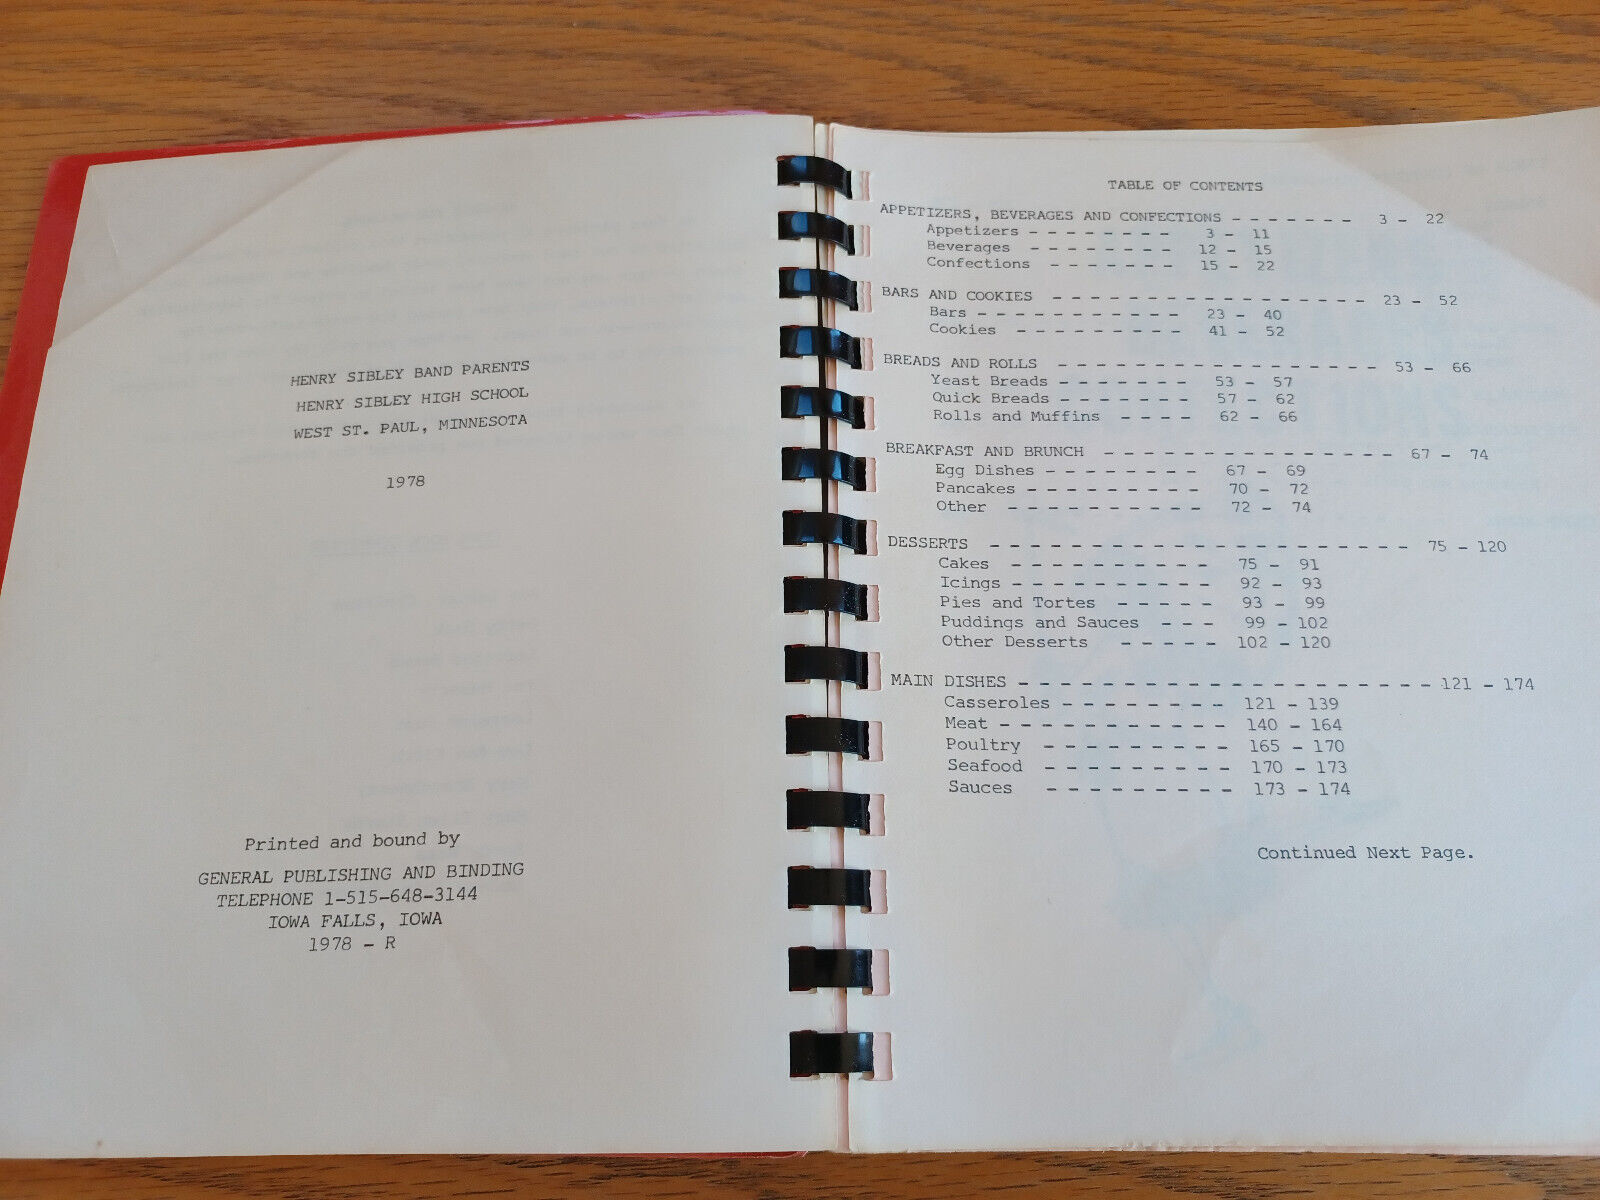 HENRY SIBLEY BAND PARENTS
HENRY SIBLEY HIGH SCHOOL
WEST ST. PAUL, MINNESOTA
1978
Printed and bound by
GENERAL PUBLISHING AND BINDING
TELEPHONE 1-515-648-3144
IOWA FALLS, IOWA
1978 - R
TABLE OF CONTENTS
APPETIZERS, BEVERAGES AND CONFECTIONS - - - - - - - 3 - 22
Appetizers - - - - - - - - 3 - 11
Beverages - - - - - - - - 12 - 15
Confections - - - - - - - 15 - 22
BARS AND COOKIES - - - - - - - - - - - - - - - - - 23 - 52
Bars - - - - - - - - - - - 23 - 40
Cookies - - - - - - - - - 41 - 52
BREADS AND ROLLS - - - - - - - - - - - - - - - - - 53 - 66
Yeast Breads - - - - - - - 53 - 57
Quick Breads - - - - - - - 57 - 62
Rolls and Muffins - - - - 62 - 66
BREAKFAST AND BRUNCH - - - - - - - - - - - - - - - 67 - 74
Egg Dishes - - - - - - - - 67 - 69
Pancakes - - - - - - - - - 70 - 72
Other - - - - - - - - - - 72 - 74
DESSERTS - - - - - - - - - - - - - - - - - - - - - 75 - 120
Cakes - - - - - - - - - - 75 - 91
Icings - - - - - - - - - - 92 - 93
Pies and Tortes - - - - - 93 - 99
Puddings and Sauces - - - 99 - 102
Other Desserts - - - - - 102 - 120
MAIN DISHES - - - - - - - - - - - - - - - - - - - - 121 - 174
Casseroles - - - - - - - - 121 - 139
Meat - - - - - - - - - - - 140 - 164
Poultry - - - - - - - - - 165 - 170
Seafood - - - - - - - - - 170 - 173
Sauces - - - - - - - - - 173 - 174
Continued Next Page.